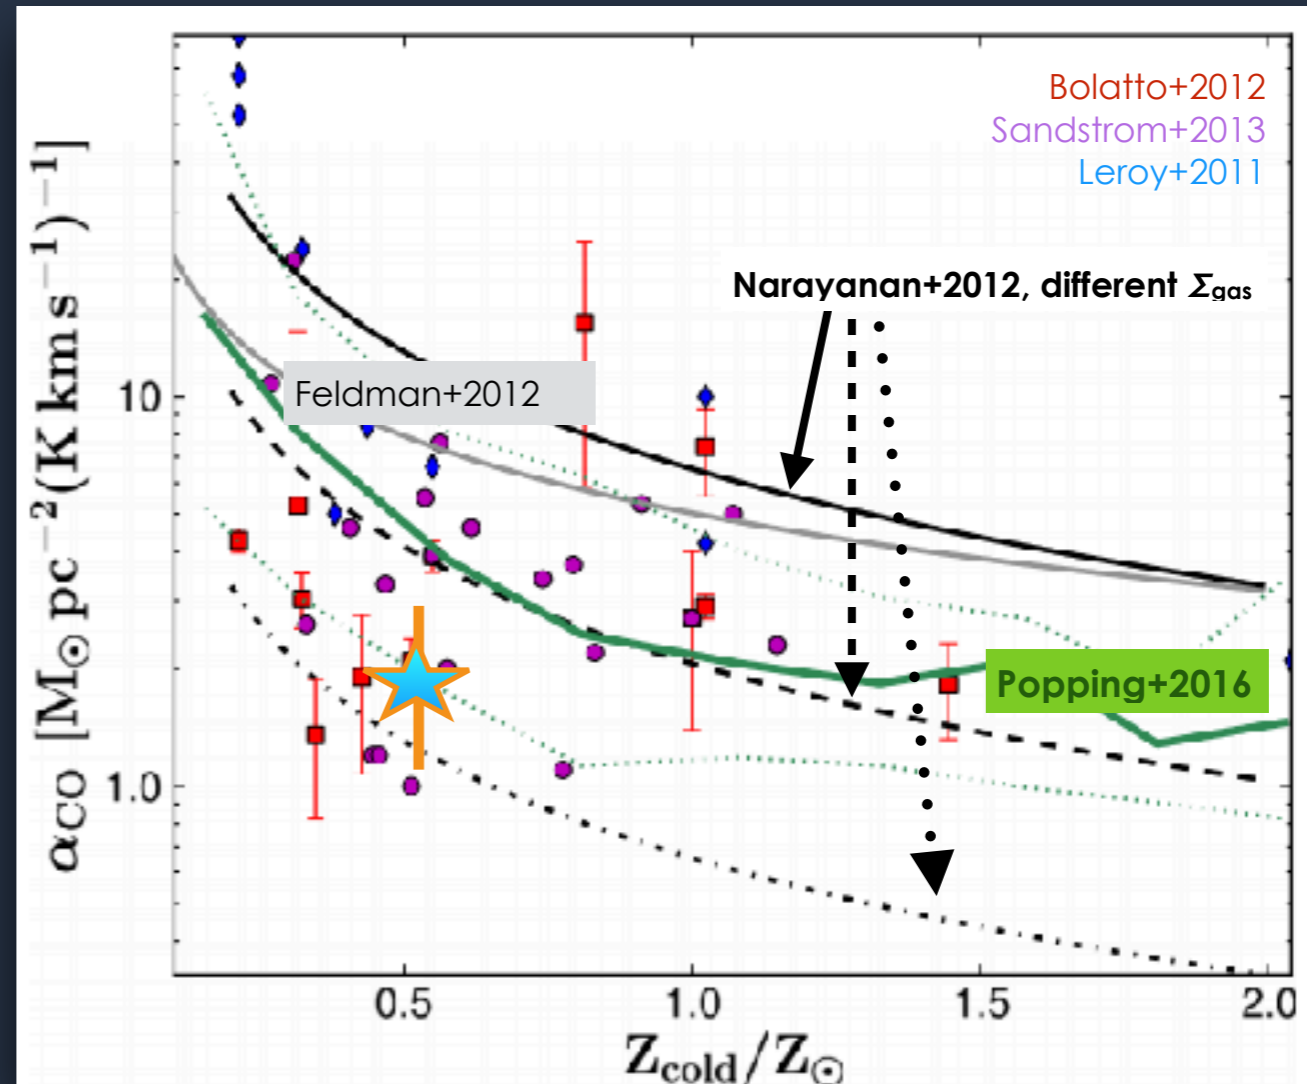 Bolatto+2012
Sandstrom+2013
Leroy+2011
Narayanan+2012, different Σgas
Feldman+2012
Popping+2016
αCO [M⊙pc−2(Kkms−1)−1]
10
1.0
0.5
1.0
1.5
2.0
Zcold/Z⊙